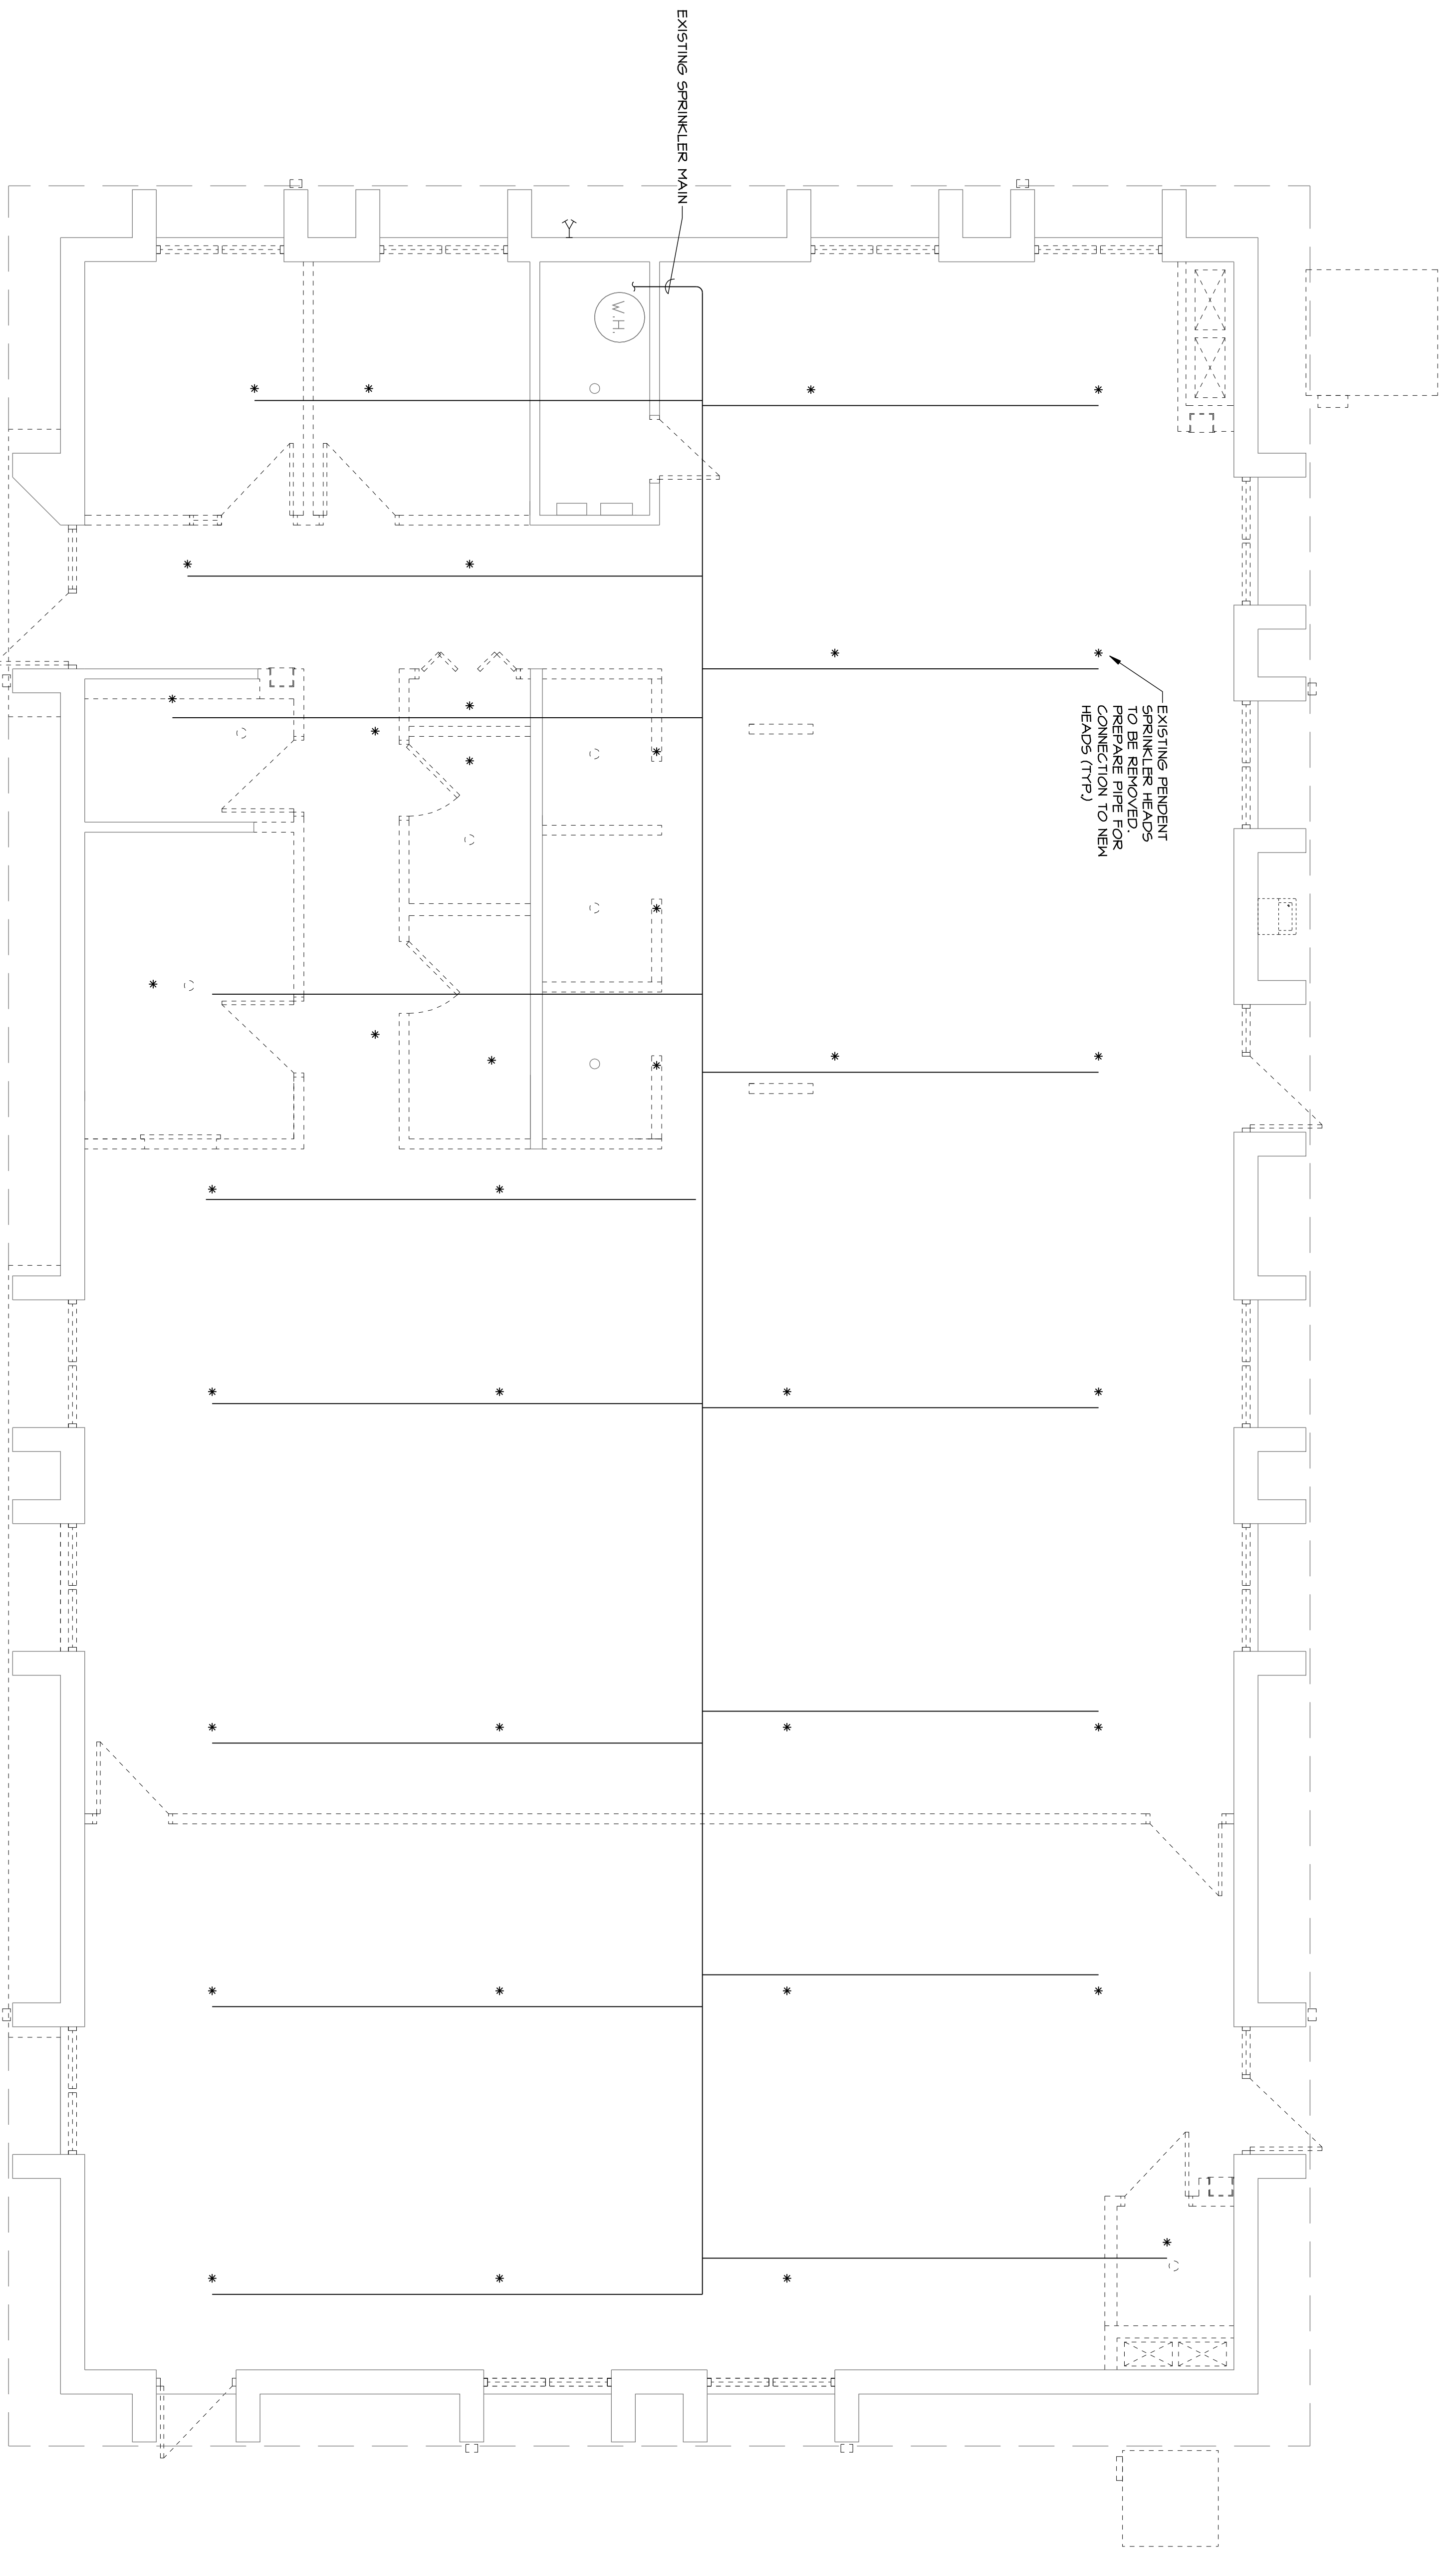 EXISTING SPRINKLER MAIN
W.H.
EXISTING PENDENT
SPRINKLER HEADS
TO BE REMOVED.
PREPARE PIPE FOR
CONNECTION TO NEW
HEADS (TYP.)